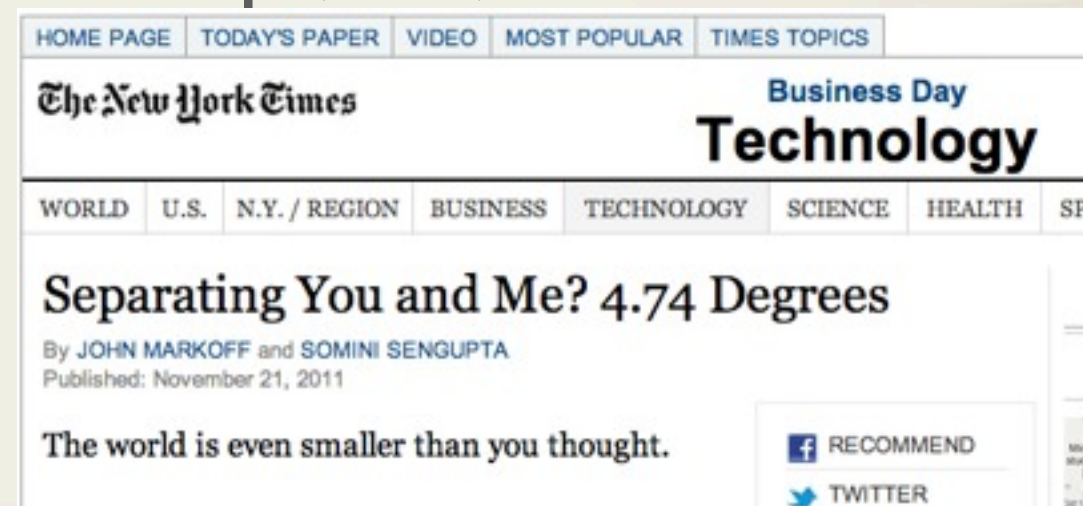 HOME PAGE TODAY'S PAPER VIDEO MOST POPULAR TIMES TOPICS
The New York Times
Business Day
Technology
WORLD U.S. N.Y. / REGION BUSINESS TECHNOLOGY SCIENCE HEALTH
Separating You and Me? 4.74 Degrees
By JOHN MARKOFF and SOMINI SENGUPTA
Published: November 21, 2011
The world is even smaller than you thought.
RECOMMEND
TWITTER